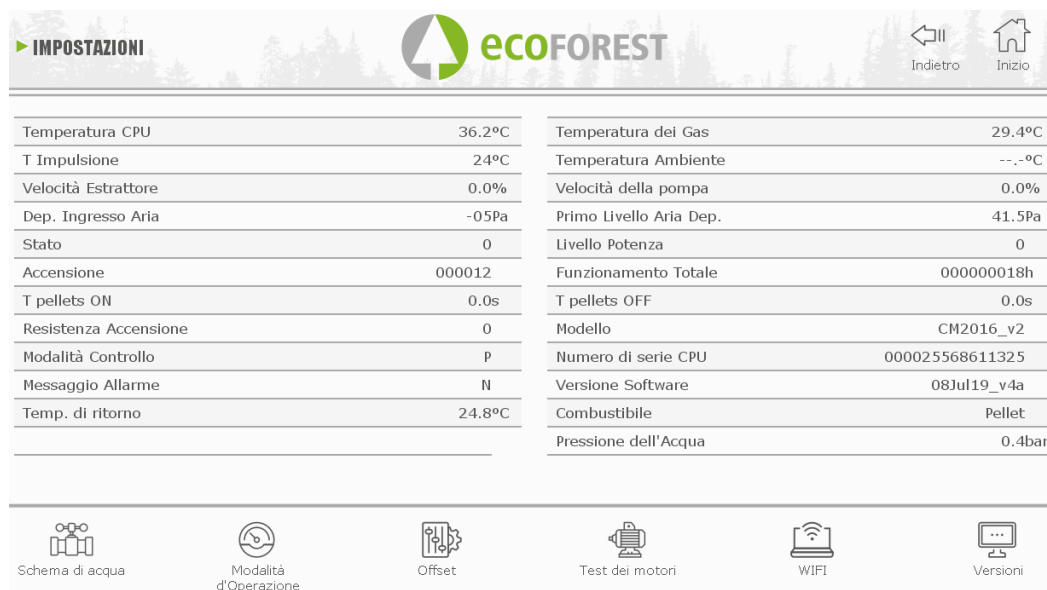 IMPOSTAZIONI
ecoFOREST
Indietro
Inizio
Temperatura CPU 36.2ºC
T Impulsione 24ºC
Velocità Estrattore 0.0%
Dep. Ingresso Aria -05Pa
Stato 0
Accensione 000012
T pellets ON 0.0s
Resistenza Accensione 0
Modalità Controllo P
Messaggio Allarme N
Temp. di ritorno 24.8ºC
Temperatura dei Gas 29.4ºC
Temperatura Ambiente --.-ºC
Velocità della pompa 0.0%
Primo Livello Aria Dep. 41.5Pa
Livello Potenza 0
Funzionamento Totale 000000018h
T pellets OFF 0.0s
Modello CM2016_v2
Numero di serie CPU 000025568611325
Versione Software 08Jul19_v4a
Combustibile Pellet
Pressione dell'Acqua 0.4bar
Schema di acqua
Modalità
d'Operazione
Offset
Test dei motori
WIFI
Versioni